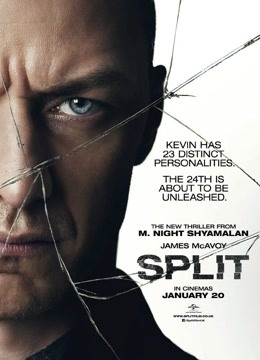 KEVIN HAS
23 DISTINCT
PERSONALITIES.
THE 24TH IS
ABOUT TO BE
UNLEASHED.
THE NEW THRILLER FROM
M. NIGHT SHYAMALAN
JAMES McAVOY
SPLIT
IN CINEMAS
JANUARY 20